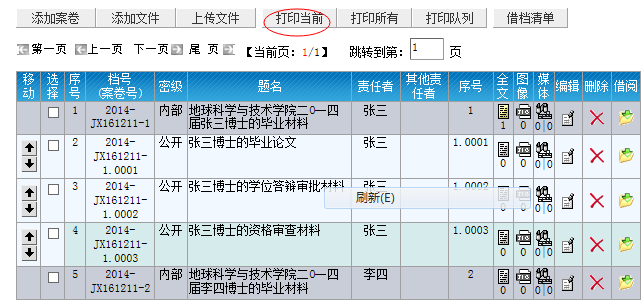 添加案卷 添加文件 上传文件 打印当前 打印所有 打印队列 借档清单
第一页 上一页 下一页 尾 页 【当前页：1/1】 跳转到第：1 页
移动 选择 序号 档号(案卷号) 密级 题名 责任者 其他责任者 序号 全文 图像 媒体 编辑 删除 借阅
1 2014-JX161211-1 内部 地球科学与技术学院二0一四届张三博士的毕业材料 张三 1 1 0 0|0
2 2014-JX161211-1.0001 公开 张三博士的毕业论文 张三 1.0001 0 0 0|0
3 2014-JX161211-1.0002 公开 张三博士的学位答辩审批材料 张三 1.0002 0 0 0|0
刷新(E)
4 2014-JX161211-1.0003 公开 张三博士的资格审查材料 张三 1.0003 0 0 0|0
5 2014-JX161211-2 内部 地球科学与技术学院二0一四届李四博士的毕业材料 李四 2 0 0 0|0